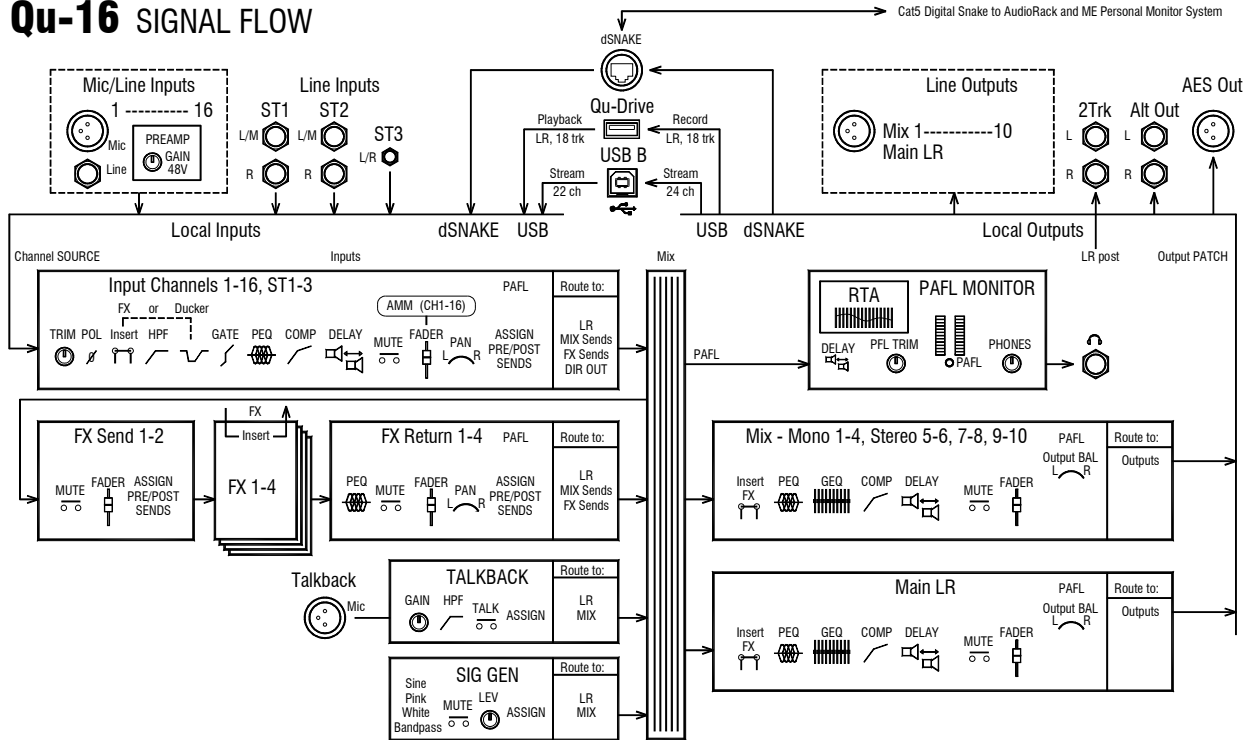 Qu-16 SIGNAL FLOW
Cat5 Digital Snake to AudioRack and ME Personal Monitor System
dSNAKE
Mic/Line Inputs
1 ---------- 16
Mic
Line
PREAMP
GAIN
48V
Line Inputs
ST1
ST2
ST3
L/M
L/M
L/R
R
R
Qu-Drive
Playback
LR, 18 trk
Record
LR, 18 trk
USB B
Stream
22 ch
Stream
24 ch
Line Outputs
Mix 1----------10
Main LR
2Trk
Alt Out
AES Out
L
L
R
R
Local Inputs
dSNAKE
USB
USB
dSNAKE
Local Outputs
Channel SOURCE
Inputs
Mix
LR post
Output PATCH
Input Channels 1-16, ST1-3
PAFL
Route to:
FX or Ducker
AMM (CH1-16)
TRIM POL Insert HPF GATE PEQ COMP DELAY MUTE FADER PAN
L R
ASSIGN
PRE/POST
SENDS
LR
MIX Sends
FX Sends
DIR OUT
PAFL
RTA
PAFL MONITOR
DELAY
PFL TRIM
PAFL
PHONES
FX Send 1-2
MUTE FADER
ASSIGN
PRE/POST
SENDS
FX
Insert
FX 1-4
FX Return 1-4
PAFL
Route to:
PEQ MUTE FADER PAN
L R
ASSIGN
PRE/POST
SENDS
LR
MIX Sends
FX Sends
Mix - Mono 1-4, Stereo 5-6, 7-8, 9-10
PAFL
Output BAL
L R
Route to:
Outputs
Insert
FX
PEQ GEQ COMP DELAY MUTE FADER
Talkback
Mic
TALKBACK
Route to:
GAIN HPF TALK ASSIGN
LR
MIX
Main LR
PAFL
Output BAL
L R
Route to:
Outputs
Insert
FX
PEQ GEQ COMP DELAY MUTE FADER
SIG GEN
Route to:
Sine
Pink
White
Bandpass
MUTE LEV ASSIGN
LR
MIX